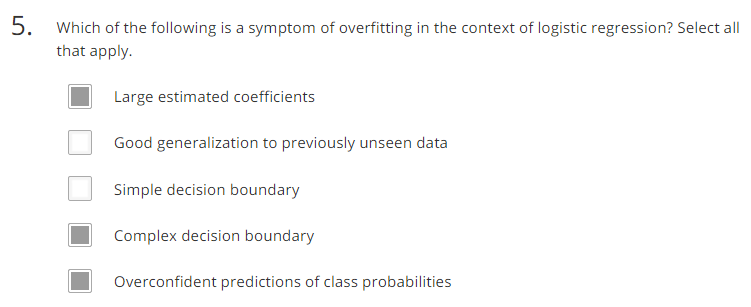 5. Which of the following is a symptom of overfitting in the context of logistic regression? Select all
that apply.
Large estimated coefficients
Good generalization to previously unseen data
Simple decision boundary
Complex decision boundary
Overconfident predictions of class probabilities